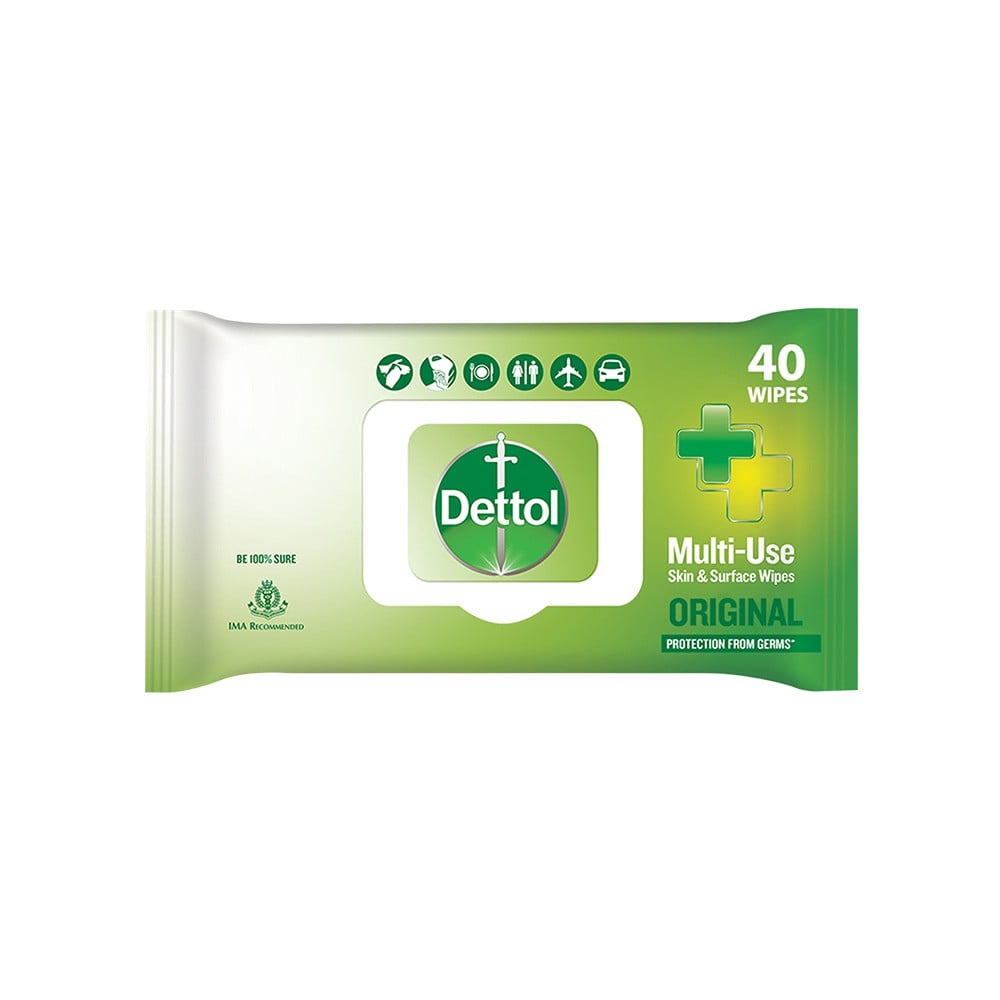 40
WIPES
Dettol
Multi-Use
Skin & Surface Wipes
ORIGINAL
PROTECTION FROM GERMS**
BE 100% SURE
IMA RECOMMENDED